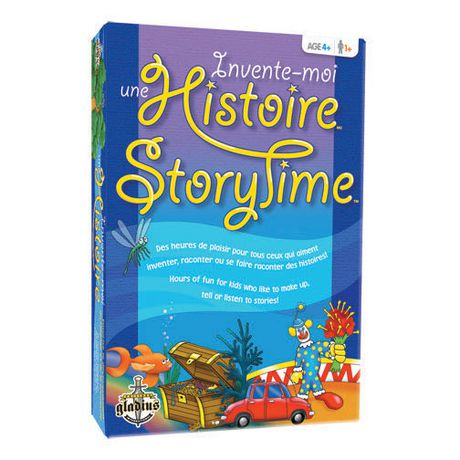 AGE 4+ 1+
Invente-moi
une Histoire
StoryTime
Des heures de plaisir pour tous ceux qui aiment
inventer, raconter ou se faire raconter des histoires!
Hours of fun for kids who like to make up,
tell or listen to stories!
gladius
Histoire